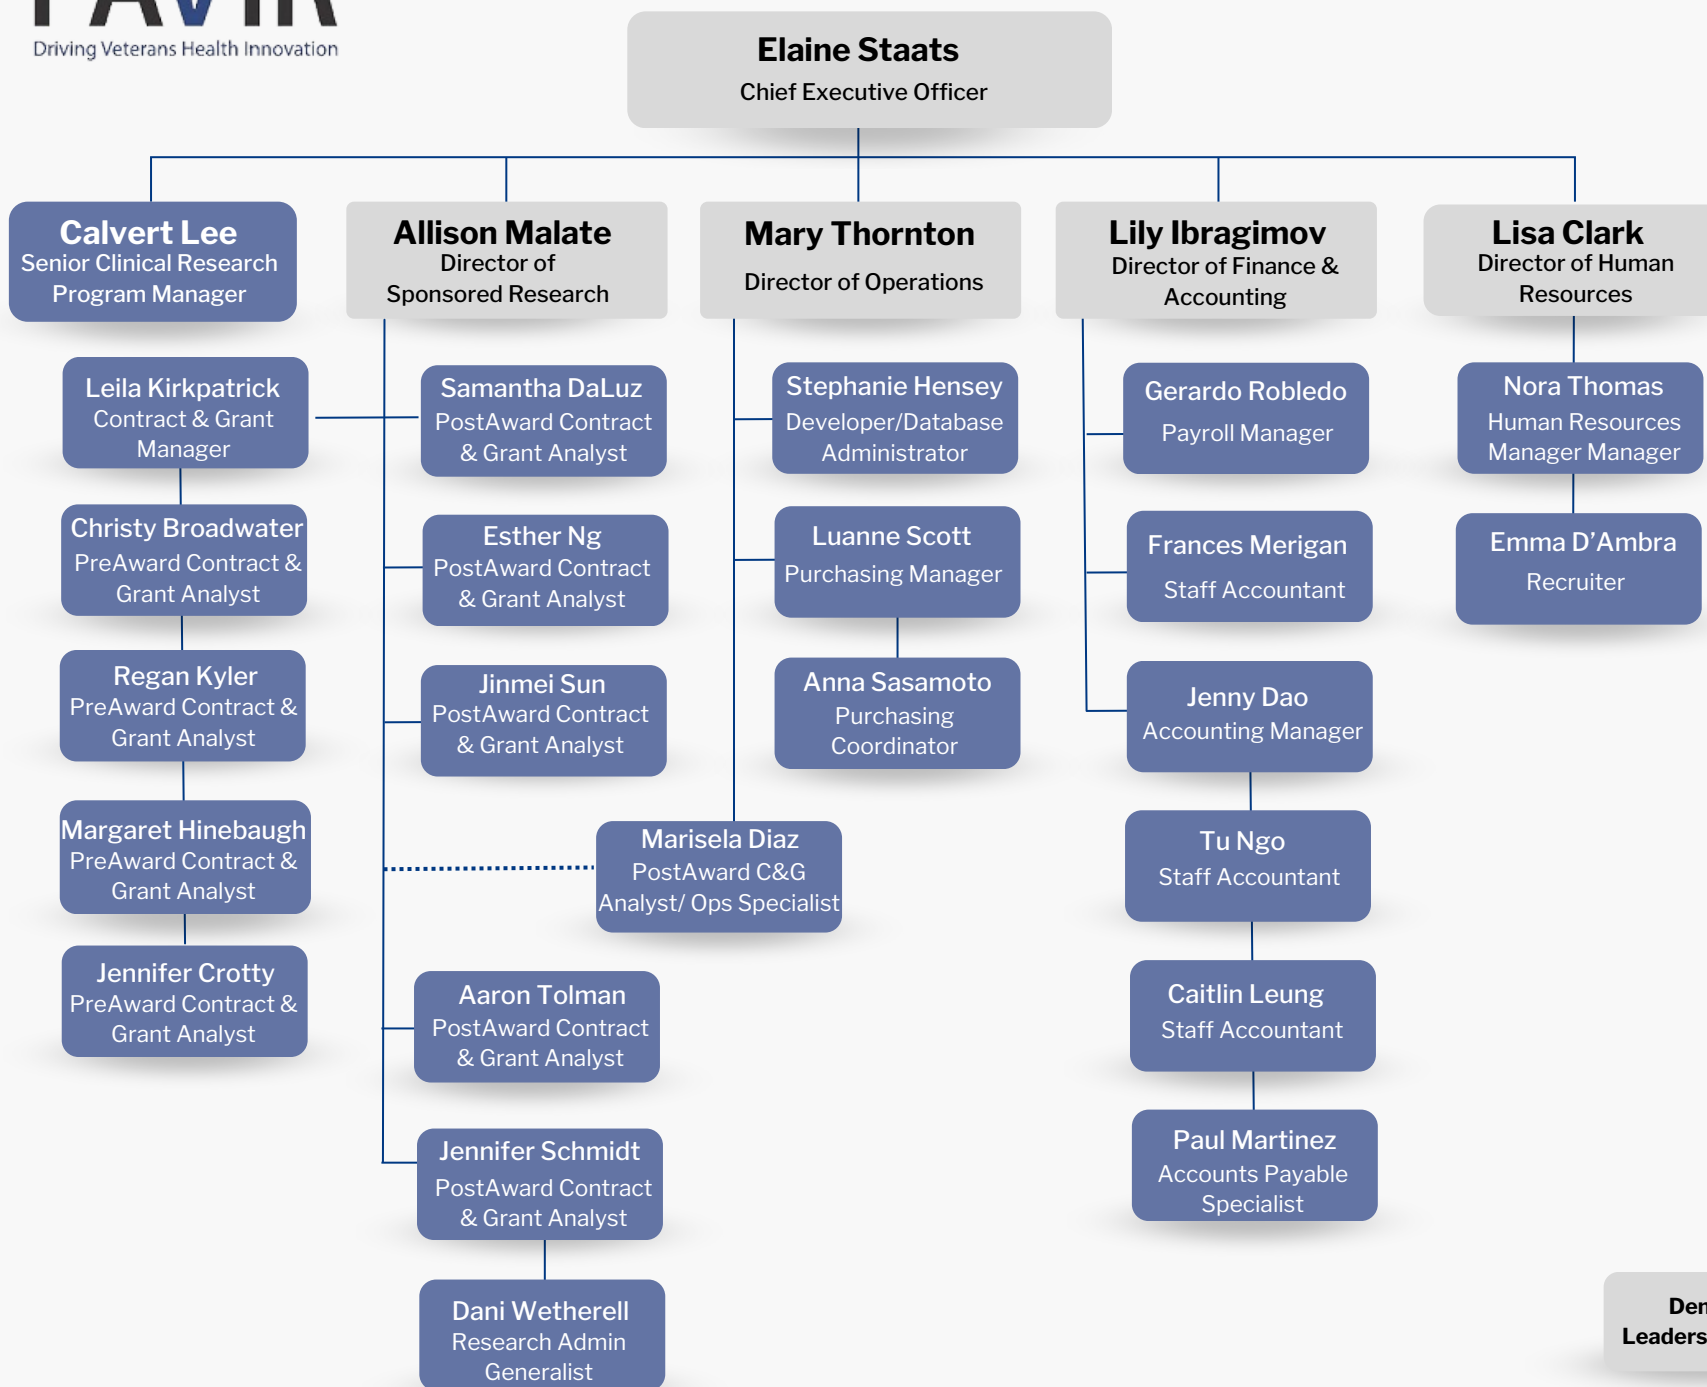 PAVIR
Driving Veterans Health Innovation
Elaine Staats
Chief Executive Officer
Calvert Lee
Senior Clinical Research
Program Manager
Allison Malate
Director of
Sponsored Research
Mary Thornton
Director of Operations
Lily Ibragimov
Director of Finance &
Accounting
Lisa Clark
Director of Human
Resources
Leila Kirkpatrick
Contract & Grant
Manager
Christy Broadwater
PreAward Contract &
Grant Analyst
Regan Kyler
PreAward Contract &
Grant Analyst
Margaret Hinebaugh
PreAward Contract &
Grant Analyst
Jennifer Crotty
PreAward Contract &
Grant Analyst
Samantha DaLuz
PostAward Contract
& Grant Analyst
Esther Ng
PostAward Contract
& Grant Analyst
Jinmei Sun
PostAward Contract
& Grant Analyst
Marisela Diaz
PostAward C&G
Analyst/ Ops Specialist
Aaron Tolman
PostAward Contract
& Grant Analyst
Jennifer Schmidt
PostAward Contract
& Grant Analyst
Dani Wetherell
Research Admin
Generalist
Stephanie Hensey
Developer/Database
Administrator
Luanne Scott
Purchasing Manager
Anna Sasamoto
Purchasing
Coordinator
Gerardo Robledo
Payroll Manager
Frances Merigan
Staff Accountant
Jenny Dao
Accounting Manager
Tu Ngo
Staff Accountant
Caitlin Leung
Staff Accountant
Paul Martinez
Accounts Payable
Specialist
Nora Thomas
Human Resources
Manager Manager
Emma D’Ambra
Recruiter